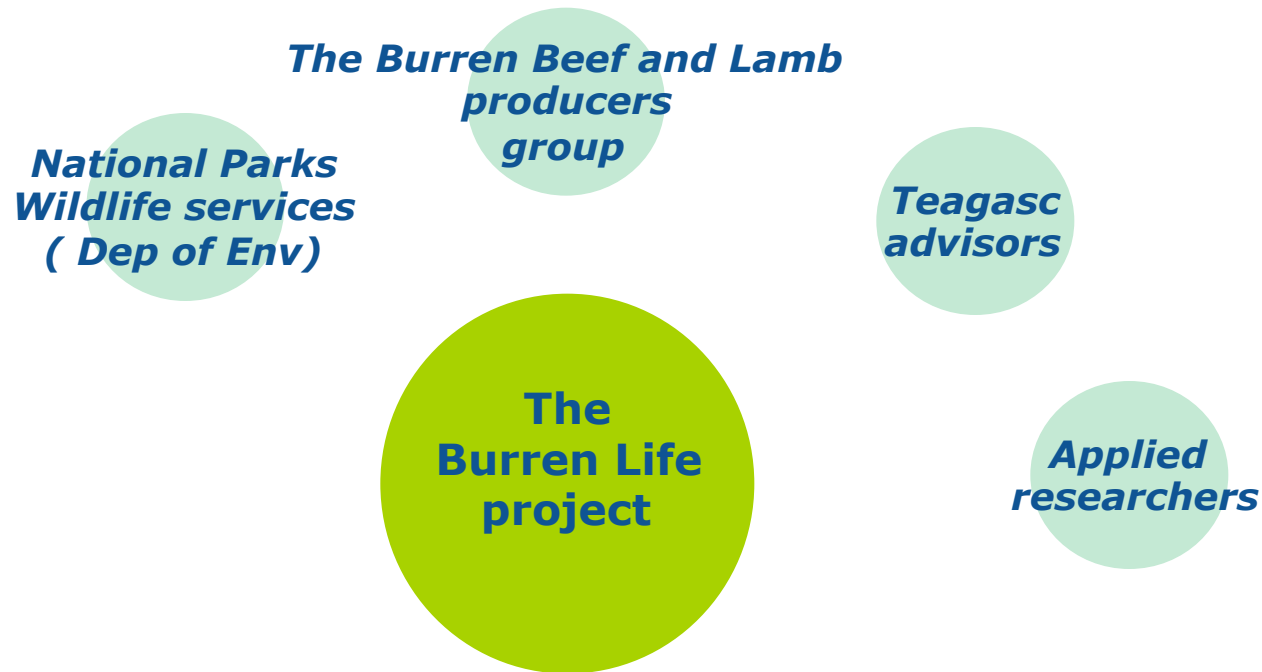 The Burren Beef and Lamb
producers
group
National Parks
Wildlife services
( Dep of Env)
Teagasc
advisors
The
Burren Life
project
Applied
researchers